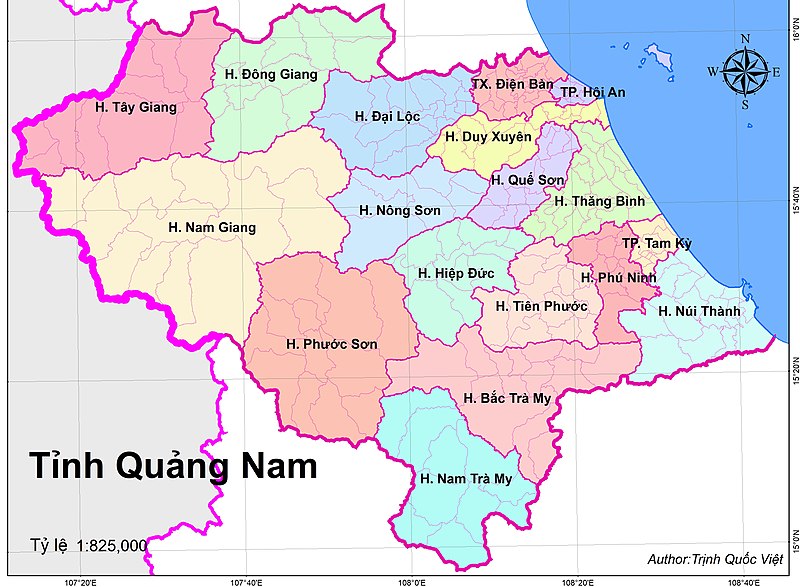 N
W
E
S
16°0'N
H. Đông Giang
TX. Điện Bàn
TP. Hội An
H. Tây Giang
H. Đại Lộc
H. Duy Xuyên
H. Quế Sơn
15°40'N
H. Thăng Bình
H. Nông Sơn
H. Nam Giang
TP. Tam Kỳ
H. Hiệp Đức
H. Phú Ninh
H. Tiên Phước
H. Núi Thành
H. Phước Sơn
15°20'N
H. Bắc Trà My
Tỉnh Quảng Nam
H. Nam Trà My
Tỷ lệ 1:825,000
15°0'N
Author:Trịnh Quốc Việt
107°20'E
107°40'E
108°0'E
108°20'E
108°40'E